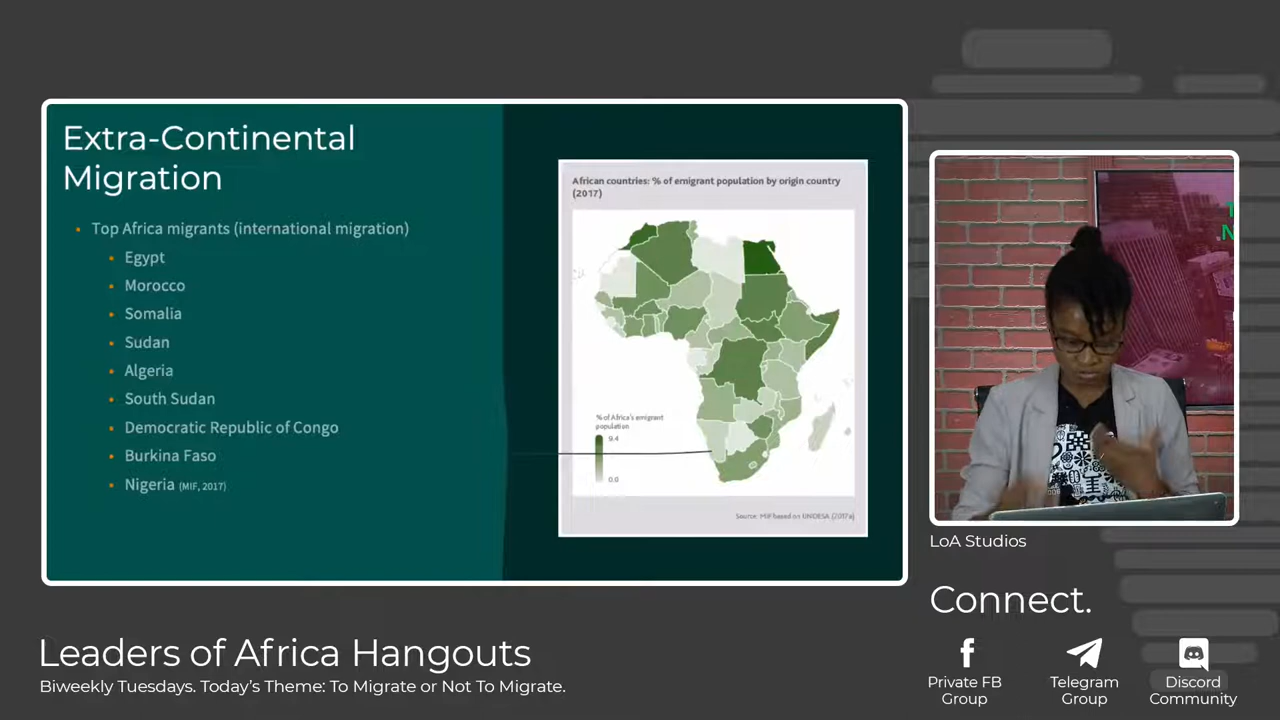 Extra-Continental
Migration
Top Africa migrants (international migration)
Egypt
Morocco
Somalia
Sudan
Algeria
South Sudan
Democratic Republic of Congo
Burkina Faso
Nigeria (MIF, 2017)
African countries: % of emigrant population by origin country
(2017)
% of Africa's emigrant
population
9.4
0.0
Source: MIF based on UNDESA (2017a)
T
N
LoA Studios
Connect.
Private FB
Group
Telegram
Group
Discord
Community
Leaders of Africa Hangouts
Biweekly Tuesdays. Today's Theme: To Migrate or Not To Migrate.